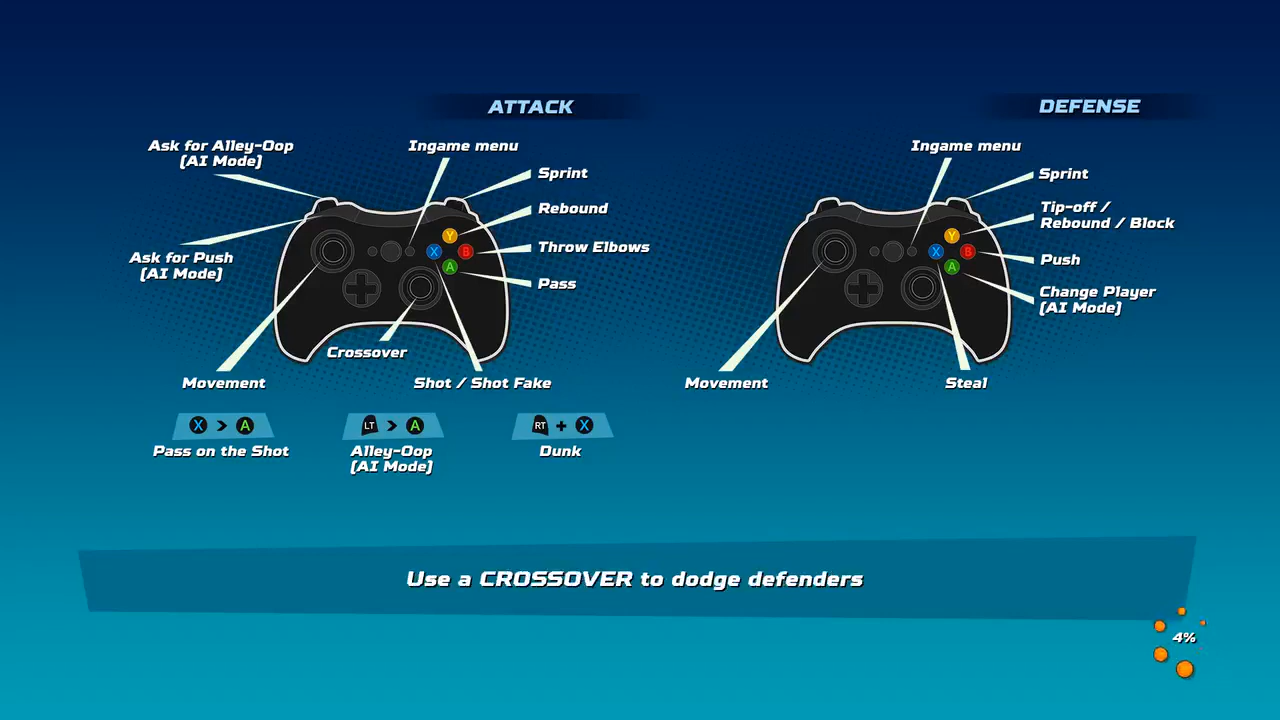 ATTACK
Ask for Alley-Oop
[AI Mode]
Ingame menu
Sprint
Rebound
Throw Elbows
Pass
Ask for Push
[AI Mode]
Y
X
B
A
Crossover
Movement
Shot / Shot Fake
X > A
Pass on the Shot
LT > A
Alley-Oop
[AI Mode]
RT + X
Dunk
DEFENSE
Ingame menu
Sprint
Tip-off /
Rebound / Block
Push
Change Player
[AI Mode]
Y
X
B
A
Movement
Steal
Use a CROSSOVER to dodge defenders
4%